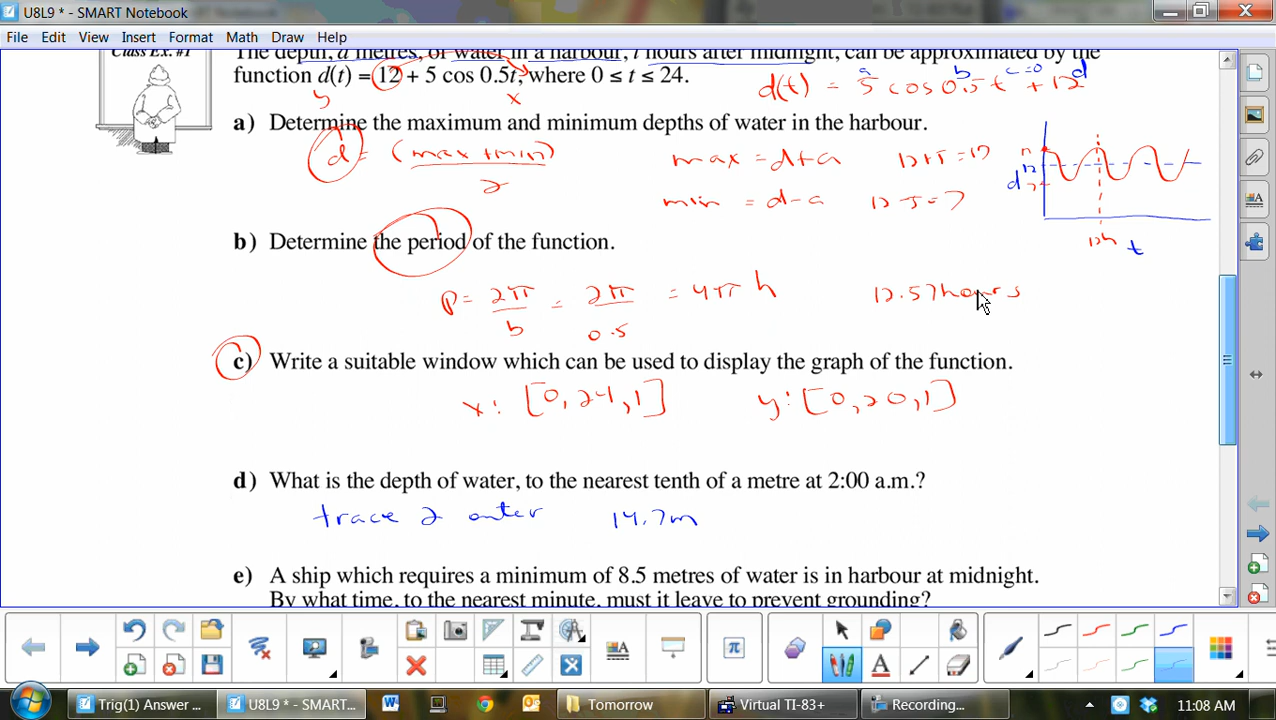 U8L9 * - SMART Notebook
File Edit View Insert Format Math Draw Help
Class Ex. #1
The depth, d metres, of water in a harbour, t hours after midnight, can be approximated by the
function d(t) = 12 + 5 cos 0.5t, where 0 ≤ t ≤ 24.
a b c=0 d
d(t) = 5 cos 0.5t + 12
y x
a) Determine the maximum and minimum depths of water in the harbour.
d = (max+min)
2
max = d+a 12+5=17
min = d-a 12-5=7
17
12
d 7
12h t
b) Determine the period of the function.
P = 2π = 2π = 4π h 12.57 hours
b 0.5
c) Write a suitable window which can be used to display the graph of the function.
x: [0,24,1] y: [0,20,1]
d) What is the depth of water, to the nearest tenth of a metre at 2:00 a.m.?
trace 2 enter 14.7m
e) A ship which requires a minimum of 8.5 metres of water is in harbour at midnight.
By what time, to the nearest minute, must it leave to prevent grounding?
π
A
Trig(1) Answer ... U8L9 * - SMART... Tomorrow Virtual TI-83+ Recording... 11:08 AM